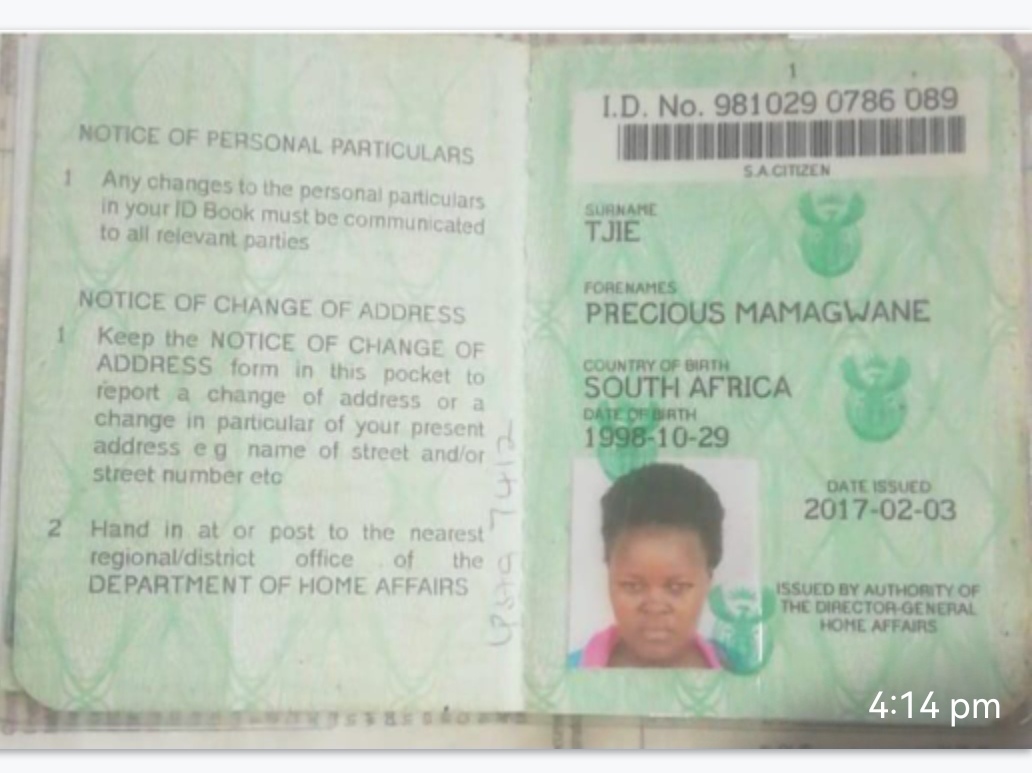 NOTICE OF PERSONAL PARTICULARS
1 Any changes to the personal particulars
in your ID Book must be communicated
to all relevant parties
NOTICE OF CHANGE OF ADDRESS
1 Keep the NOTICE OF CHANGE OF
ADDRESS form in this pocket to
report a change of address or a
change in particular of your present
address e g name of street and/or
street number etc
2 Hand in at or post to the nearest
regional/district office of the
DEPARTMENT OF HOME AFFAIRS
1
I.D. No. 981029 0786 089
S.A.CITIZEN
SURNAME
TJIE
FORENAMES
PRECIOUS MAMAGWANE
COUNTRY OF BIRTH
SOUTH AFRICA
DATE OF BIRTH
1998-10-29
DATE ISSUED
2017-02-03
ISSUED BY AUTHORITY OF
THE DIRECTOR-GENERAL
HOME AFFAIRS
4:14 pm